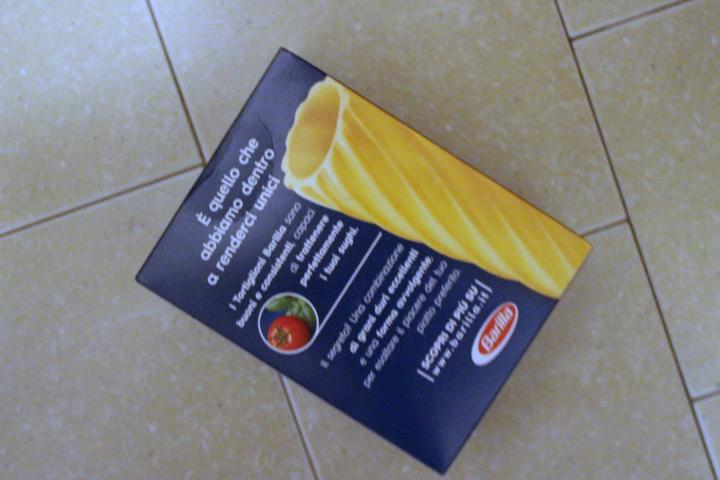 È quello che
abbiamo dentro
a renderci unici
I Tortiglioni Barilla sono
buoni e consistenti, capaci
di trattenere
perfettamente
i tuoi sughi.
Il segreto? Una combinazione
di grani duri eccellenti
e una forma avvolgente,
per esaltare il piacere del tuo
piatto preferito.
SCOPRI DI PIÙ SU
www.barilla.it
Barilla